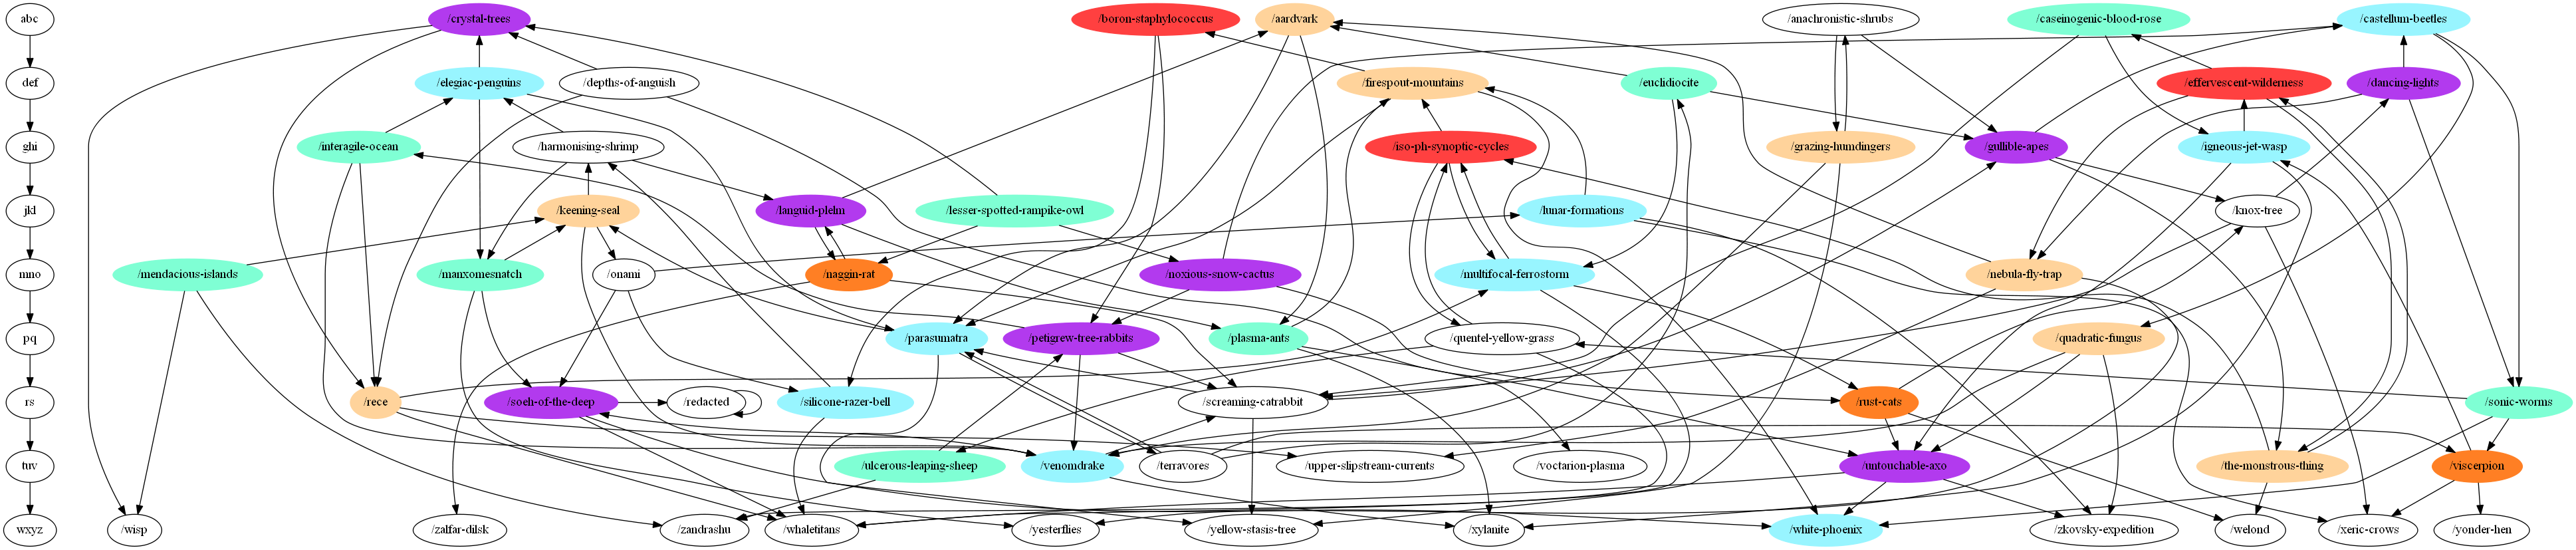 abc
/crystal-trees
/boron-staphylococcus
/aardvark
/anachronistic-shrubs
/caseinogenic-blood-rose
/castellum-beetles
def
/elegiac-penguins
/depths-of-anguish
/firespout-mountains
/euclidiocite
/effervescent-wilderness
/dancing-lights
ghi
/interagile-ocean
/harmonising-shrimp
/iso-ph-synoptic-cycles
/grazing-humdingers
/gullible-apes
/igneous-jet-wasp
jkl
/keening-seal
/languid-plelm
/lesser-spotted-rampike-owl
/lunar-formations
/knox-tree
mno
/mendacious-islands
/manxomesnatch
/onami
/naggin-rat
/noxious-snow-cactus
/multifocal-ferrostorm
/nebula-fly-trap
pq
/parasumatra
/petigrew-tree-rabbits
/plasma-ants
/quentel-yellow-grass
/quadratic-fungus
rs
/rece
/soeh-of-the-deep
/redacted
/silicone-razer-bell
/screaming-catrabbit
/rust-cats
/sonic-worms
tuv
/ulcerous-leaping-sheep
/venomdrake
/terravores
/upper-slipstream-currents
/voctarion-plasma
/untouchable-axo
/the-monstrous-thing
/viscerpion
wxyz
/wisp
/zalfar-dilsk
/zandrashu
/whaletitans
/yesterflies
/yellow-stasis-tree
/xylanite
/white-phoenix
/zkovsky-expedition
/welond
/xeric-crows
/yonder-hen